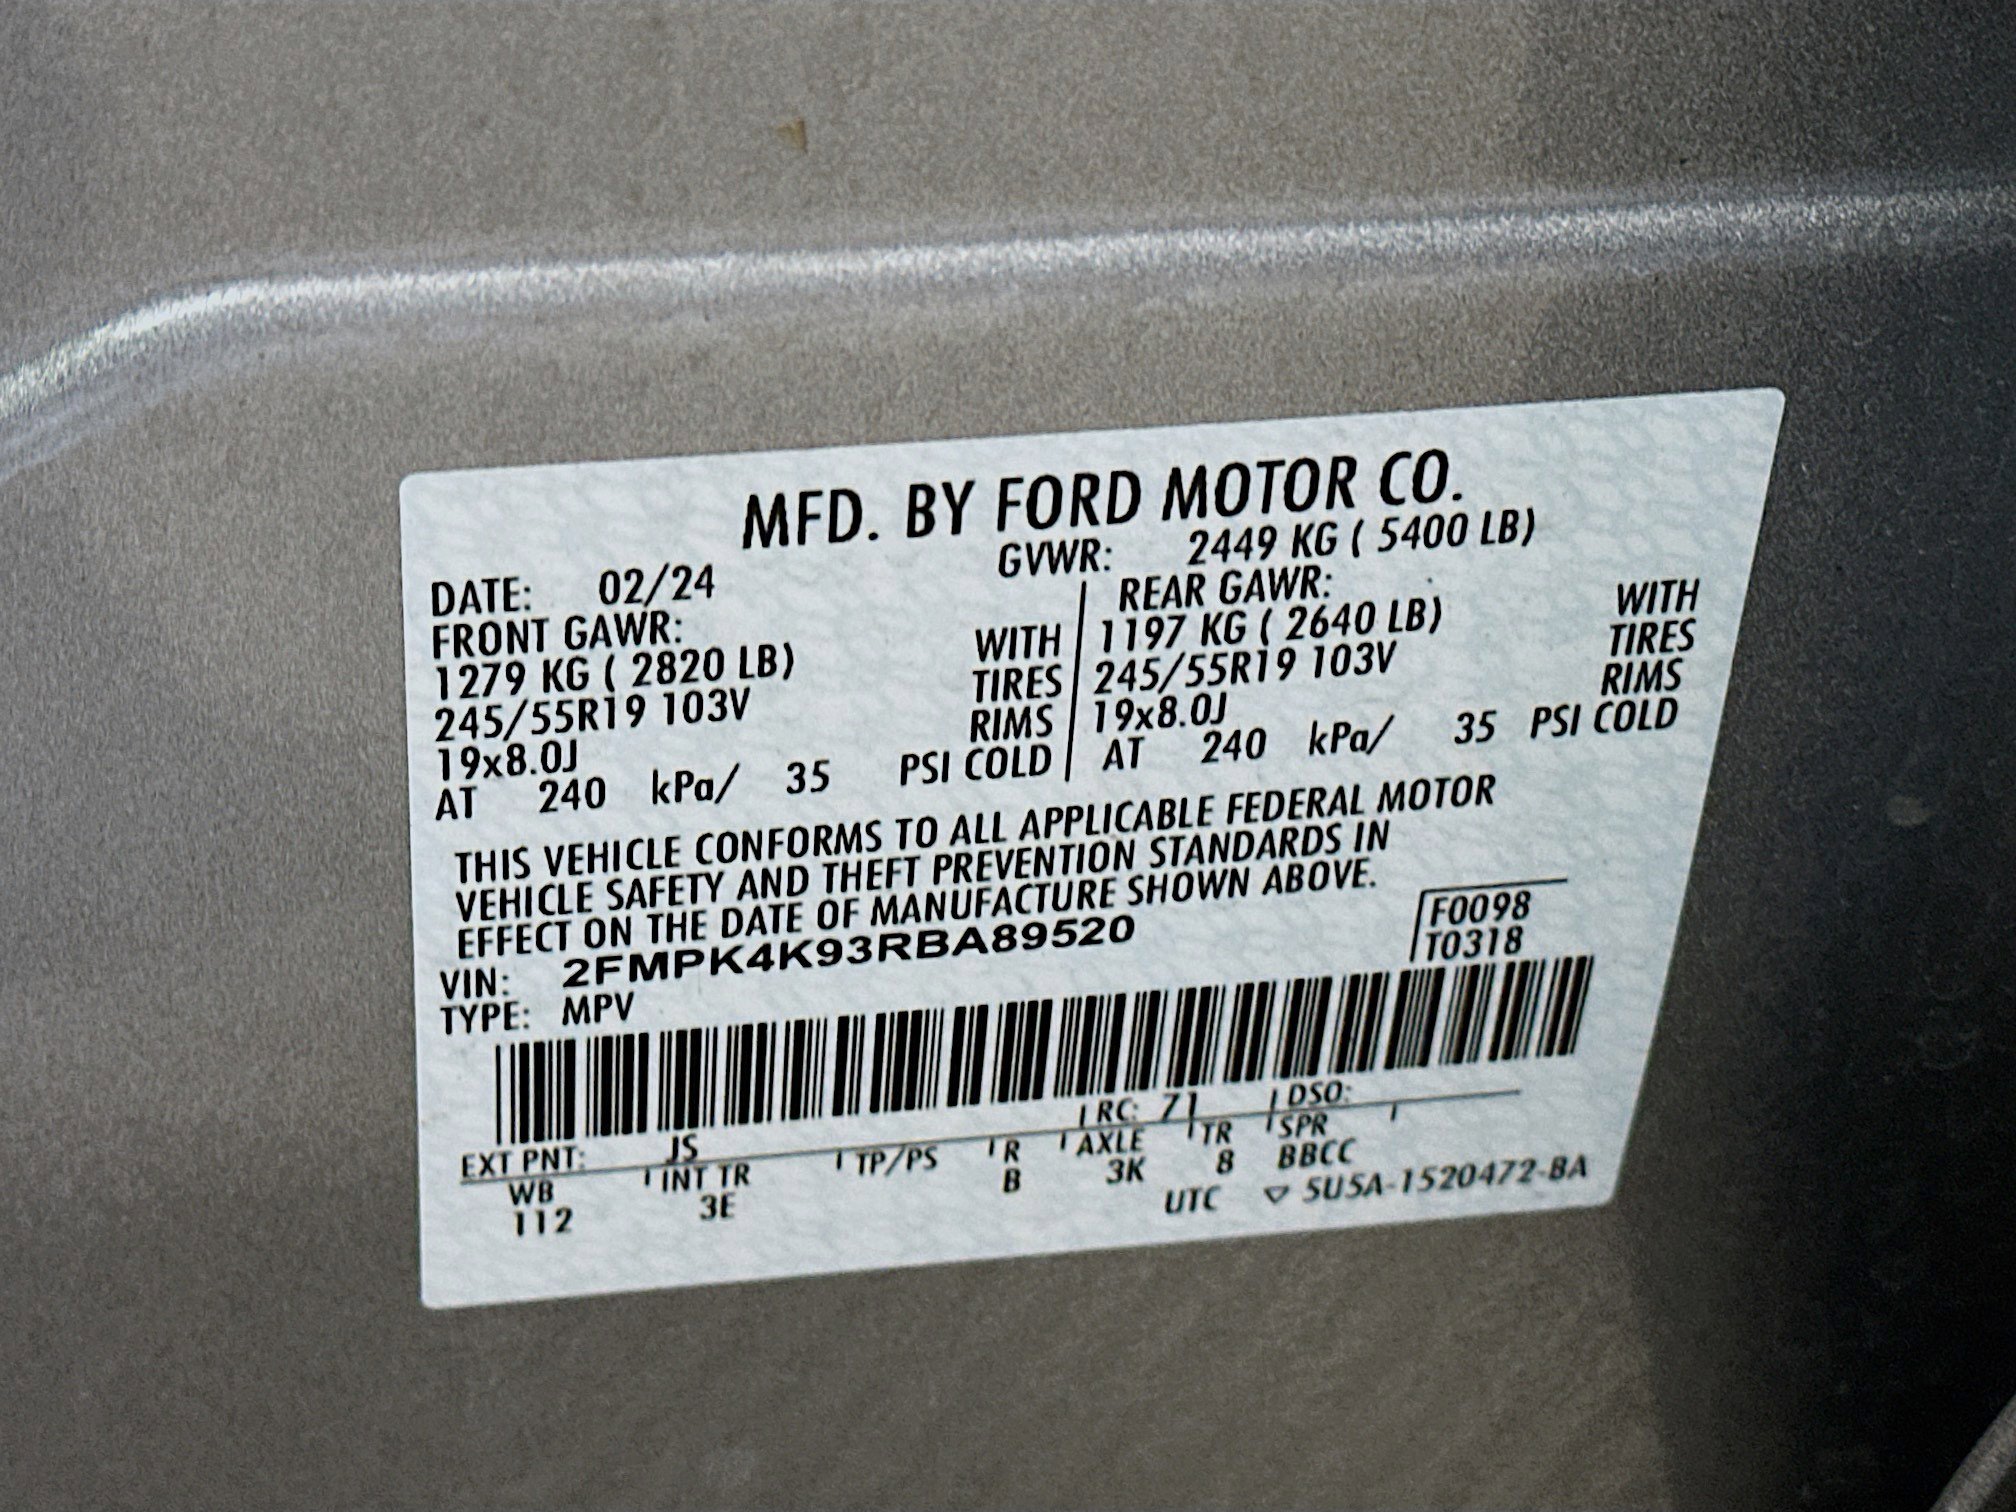 MFD. BY FORD MOTOR CO.
DATE: 02/24 GVWR: 2449 KG ( 5400 LB)
FRONT GAWR: REAR GAWR:
1279 KG ( 2820 LB) WITH 1197 KG ( 2640 LB) WITH
245/55R19 103V TIRES 245/55R19 103V TIRES
19x8.0J RIMS 19x8.0J RIMS
AT 240 kPa/ 35 PSI COLD AT 240 kPa/ 35 PSI COLD
THIS VEHICLE CONFORMS TO ALL APPLICABLE FEDERAL MOTOR
VEHICLE SAFETY AND THEFT PREVENTION STANDARDS IN
EFFECT ON THE DATE OF MANUFACTURE SHOWN ABOVE.
VIN: 2FMPK4K93RBA89520 F0098
TYPE: MPV T0318
EXT PNT: JS RC: 71 DSO:
WB INT TR TP/PS R AXLE TR SPR
112 3E B 3K 8 BBCC
UTC ▽ 5U5A-1520472-BA